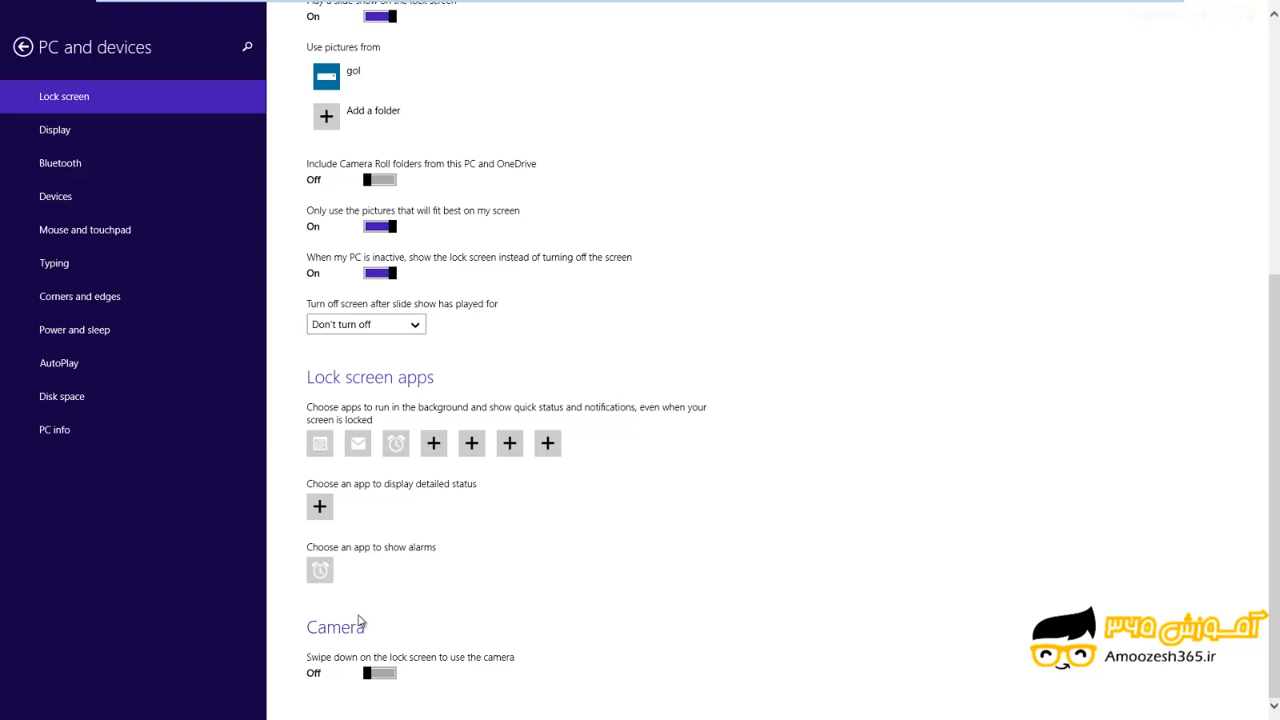 PC and devices
Lock screen
Display
Bluetooth
Devices
Mouse and touchpad
Typing
Corners and edges
Power and sleep
AutoPlay
Disk space
PC info
On
Use pictures from
gol
Add a folder
Include Camera Roll folders from this PC and OneDrive
Off
Only use the pictures that will fit best on my screen
On
When my PC is inactive, show the lock screen instead of turning off the screen
On
Turn off screen after slide show has played for
Don't turn off
Lock screen apps
Choose apps to run in the background and show quick status and notifications, even when your
screen is locked
Choose an app to display detailed status
Choose an app to show alarms
Camera
Swipe down on the lock screen to use the camera
Off
آموزش ۳۶۵
Amoozesh365.ir